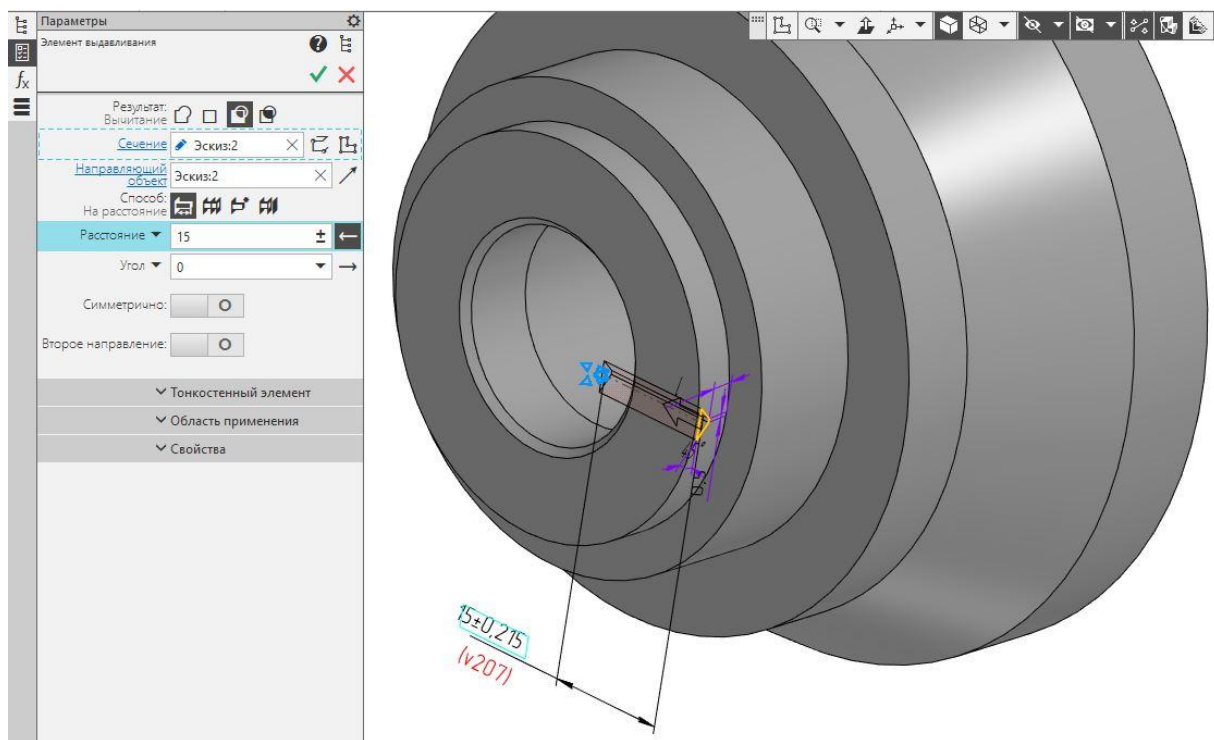 Параметры
Элемент выдавливания
fx
Результат:
Вычитание
Сечение
Эскиз:2
Направляющий
объект
Эскиз:2
Способ:
На расстояние
Расстояние
15
Угол
0
Симметрично:
Второе направление:
Тонкостенный элемент
Область применения
Свойства
15±0,215
(v207)